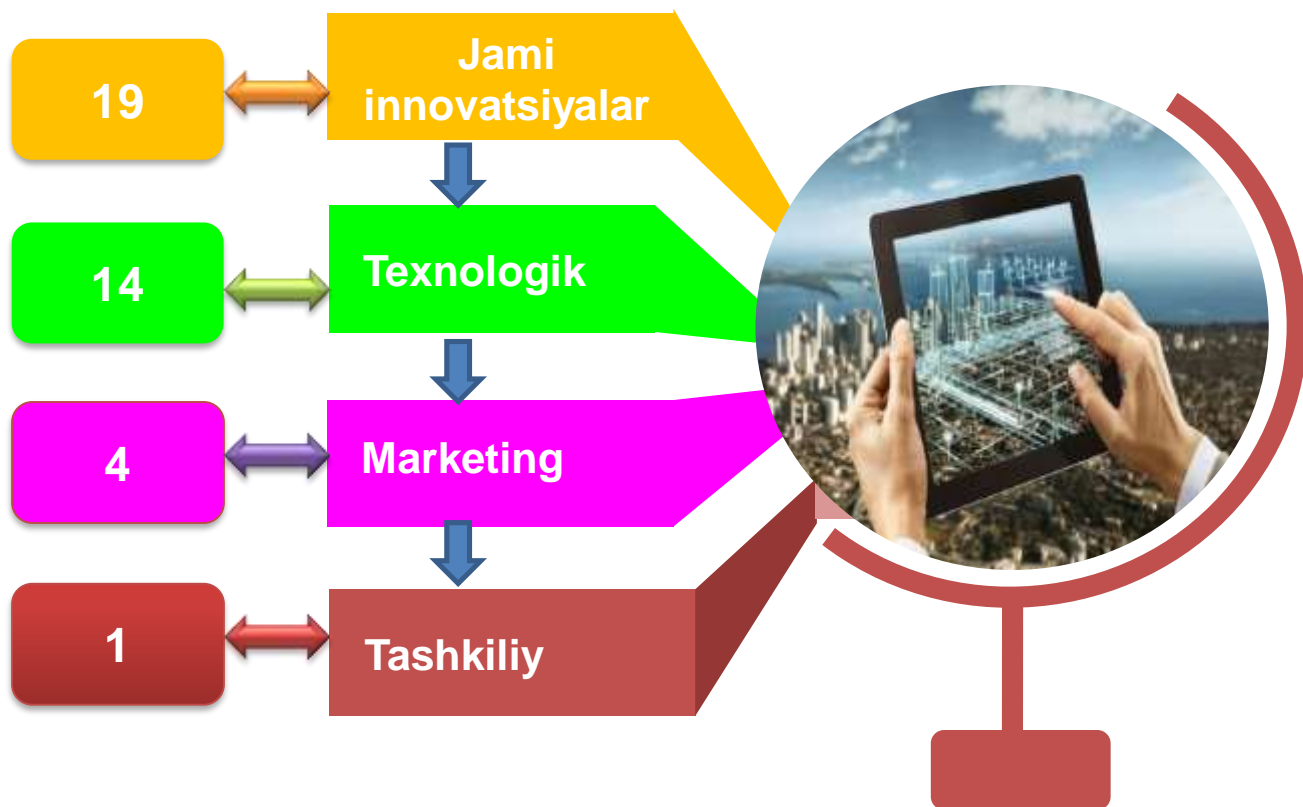 19
Jami
innovatsiyalar
14
Texnologik
4
Marketing
1
Tashkiliy